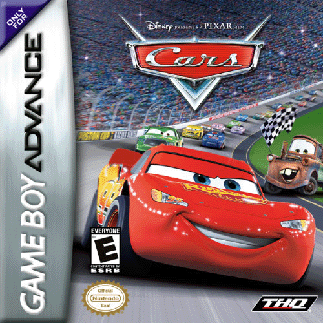 ONLY
FOR
GAME BOY ADVANCE
Disney PRESENTS A PIXAR FILM
Cars
EVERYONE
E
ESRB
Official
Nintendo
Seal
THQ